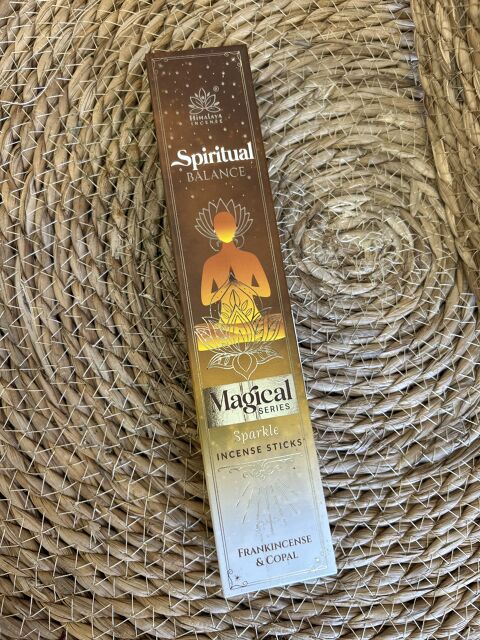 ®
Himalaya
INCENSE
Spiritual
BALANCE
Magical
SERIES
Sparkle
INCENSE STICKS
FRANKINCENSE
& COPAL